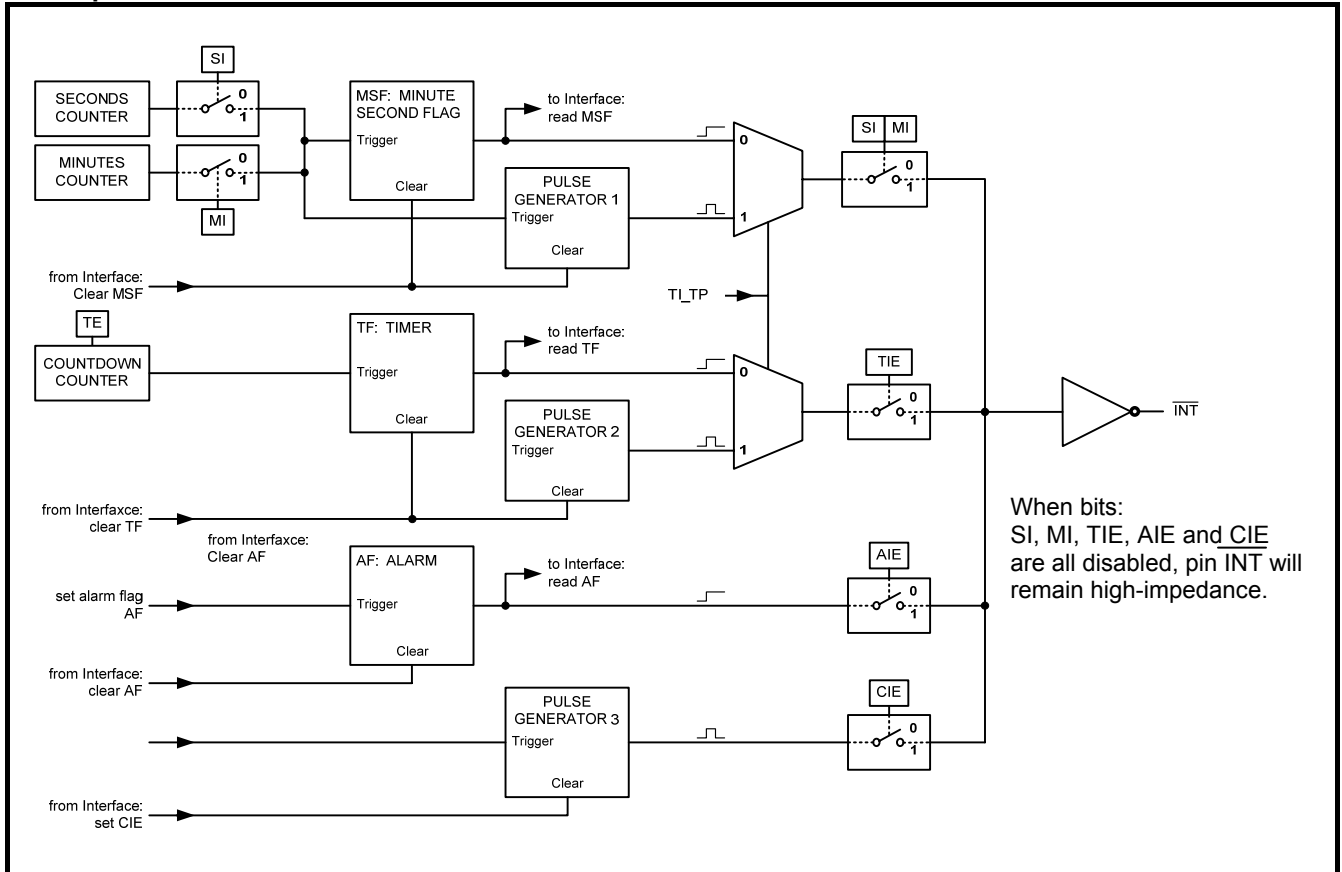 SI
SECONDS
COUNTER
0
1
MINUTES
COUNTER
0
1
MI
MSF: MINUTE
SECOND FLAG
Trigger
Clear
to Interface:
read MSF
PULSE
GENERATOR 1
Trigger
Clear
0
1
SI MI
0
1
from Interface:
Clear MSF
TI_TP
TE
COUNTDOWN
COUNTER
TF: TIMER
Trigger
Clear
to Interface:
read TF
PULSE
GENERATOR 2
Trigger
Clear
0
1
TIE
0
1
INT
from Interfaxce:
clear TF
from Interfaxce:
Clear AF
When bits:
SI, MI, TIE, AIE and CIE
are all disabled, pin INT will
remain high-impedance.
set alarm flag
AF
AF: ALARM
Trigger
Clear
to Interface:
read AF
AIE
0
1
from Interface:
clear AF
PULSE
GENERATOR 3
Trigger
Clear
CIE
0
1
from Interface:
set CIE